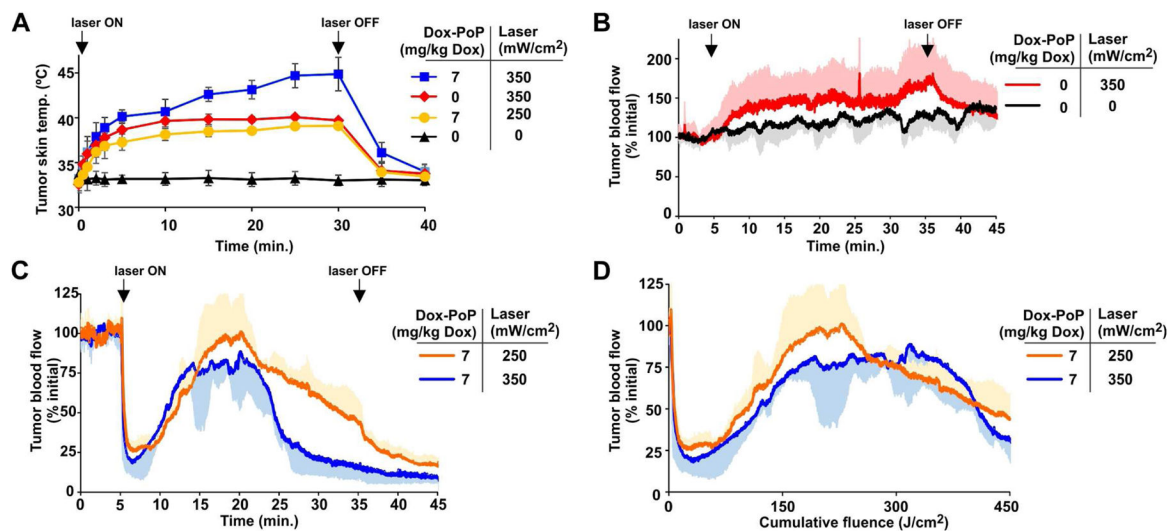 A
laser ON
laser OFF
Dox-PoP Laser
(mg/kg Dox) (mW/cm²)
7 350
0 350
7 250
0 0
Tumor skin temp. (ºC)
45
40
35
30
0 10 20 30 40
Time (min.)
B
laser ON
laser OFF
Dox-PoP Laser
(mg/kg Dox) (mW/cm²)
0 350
0 0
Tumor blood flow
(% initial)
200
150
100
50
0
0 5 10 15 20 25 30 35 40 45
Time (min.)
C
laser ON
laser OFF
Dox-PoP Laser
(mg/kg Dox) (mW/cm²)
7 250
7 350
Tumor blood flow
(% initial)
125
100
75
50
25
0
0 5 10 15 20 25 30 35 40 45
Time (min.)
D
Dox-PoP Laser
(mg/kg Dox) (mW/cm²)
7 250
7 350
Tumor blood flow
(% initial)
125
100
75
50
25
0
0 150 300 450
Cumulative fluence (J/cm²)